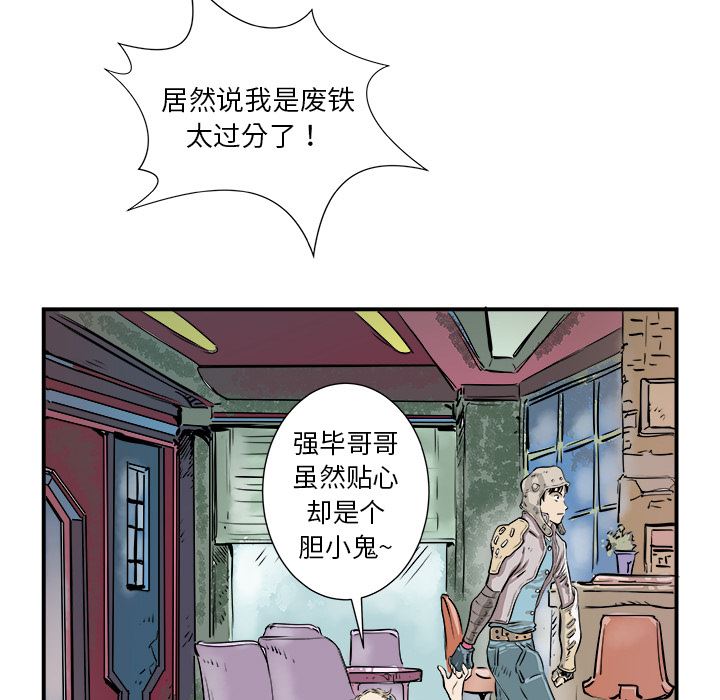 居然说我是废铁
太过分了！
强毕哥哥
虽然贴心
却是个
胆小鬼~